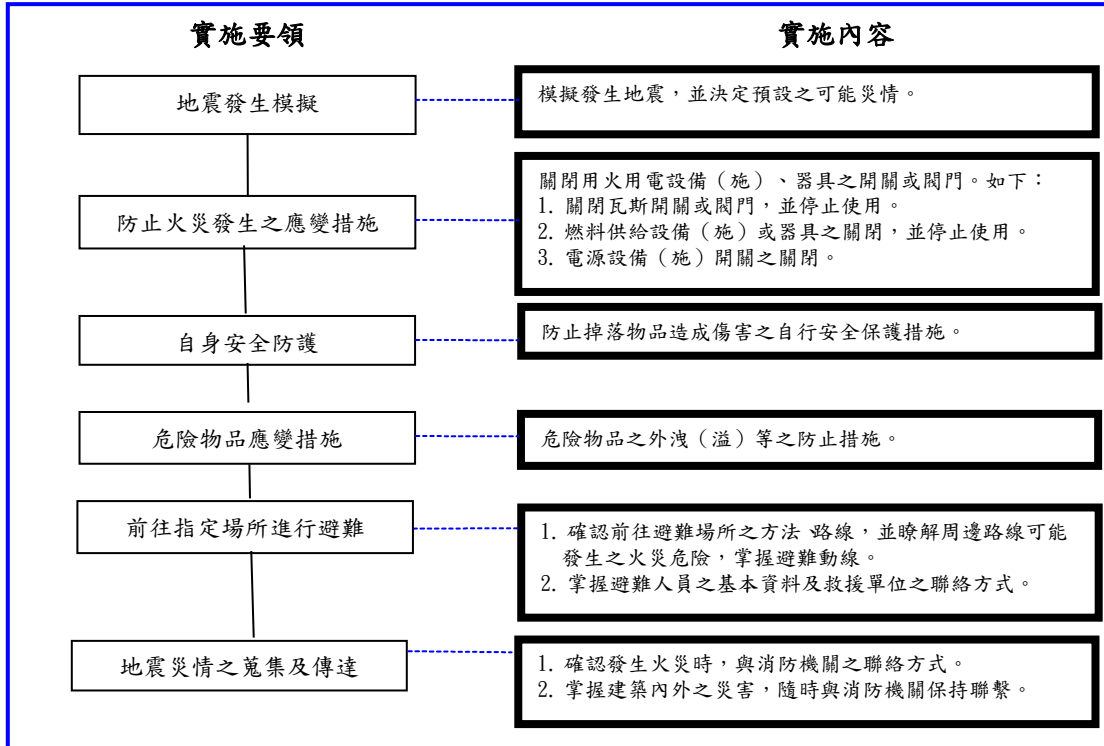 實施要領
實施內容
地震發生模擬
模擬發生地震，並決定預設之可能災情。
防止火災發生之應變措施
關閉用火用電設備（施）、器具之開關或閥門。如下：
1. 關閉瓦斯開關或閥門，並停止使用。
2. 燃料供給設備（施）或器具之關閉，並停止使用。
3. 電源設備（施）開關之關閉。
自身安全防護
防止掉落物品造成傷害之自行安全保護措施。
危險物品應變措施
危險物品之外洩（溢）等之防止措施。
前往指定場所進行避難
1. 確認前往避難場所之方法、路線，並瞭解周邊路線可能
發生之火災危險，掌握避難動線。
2. 掌握避難人員之基本資料及救援單位之聯絡方式。
地震災情之蒐集及傳達
1. 確認發生火災時，與消防機關之聯絡方式。
2. 掌握建築內外之災害，隨時與消防機關保持聯繫。